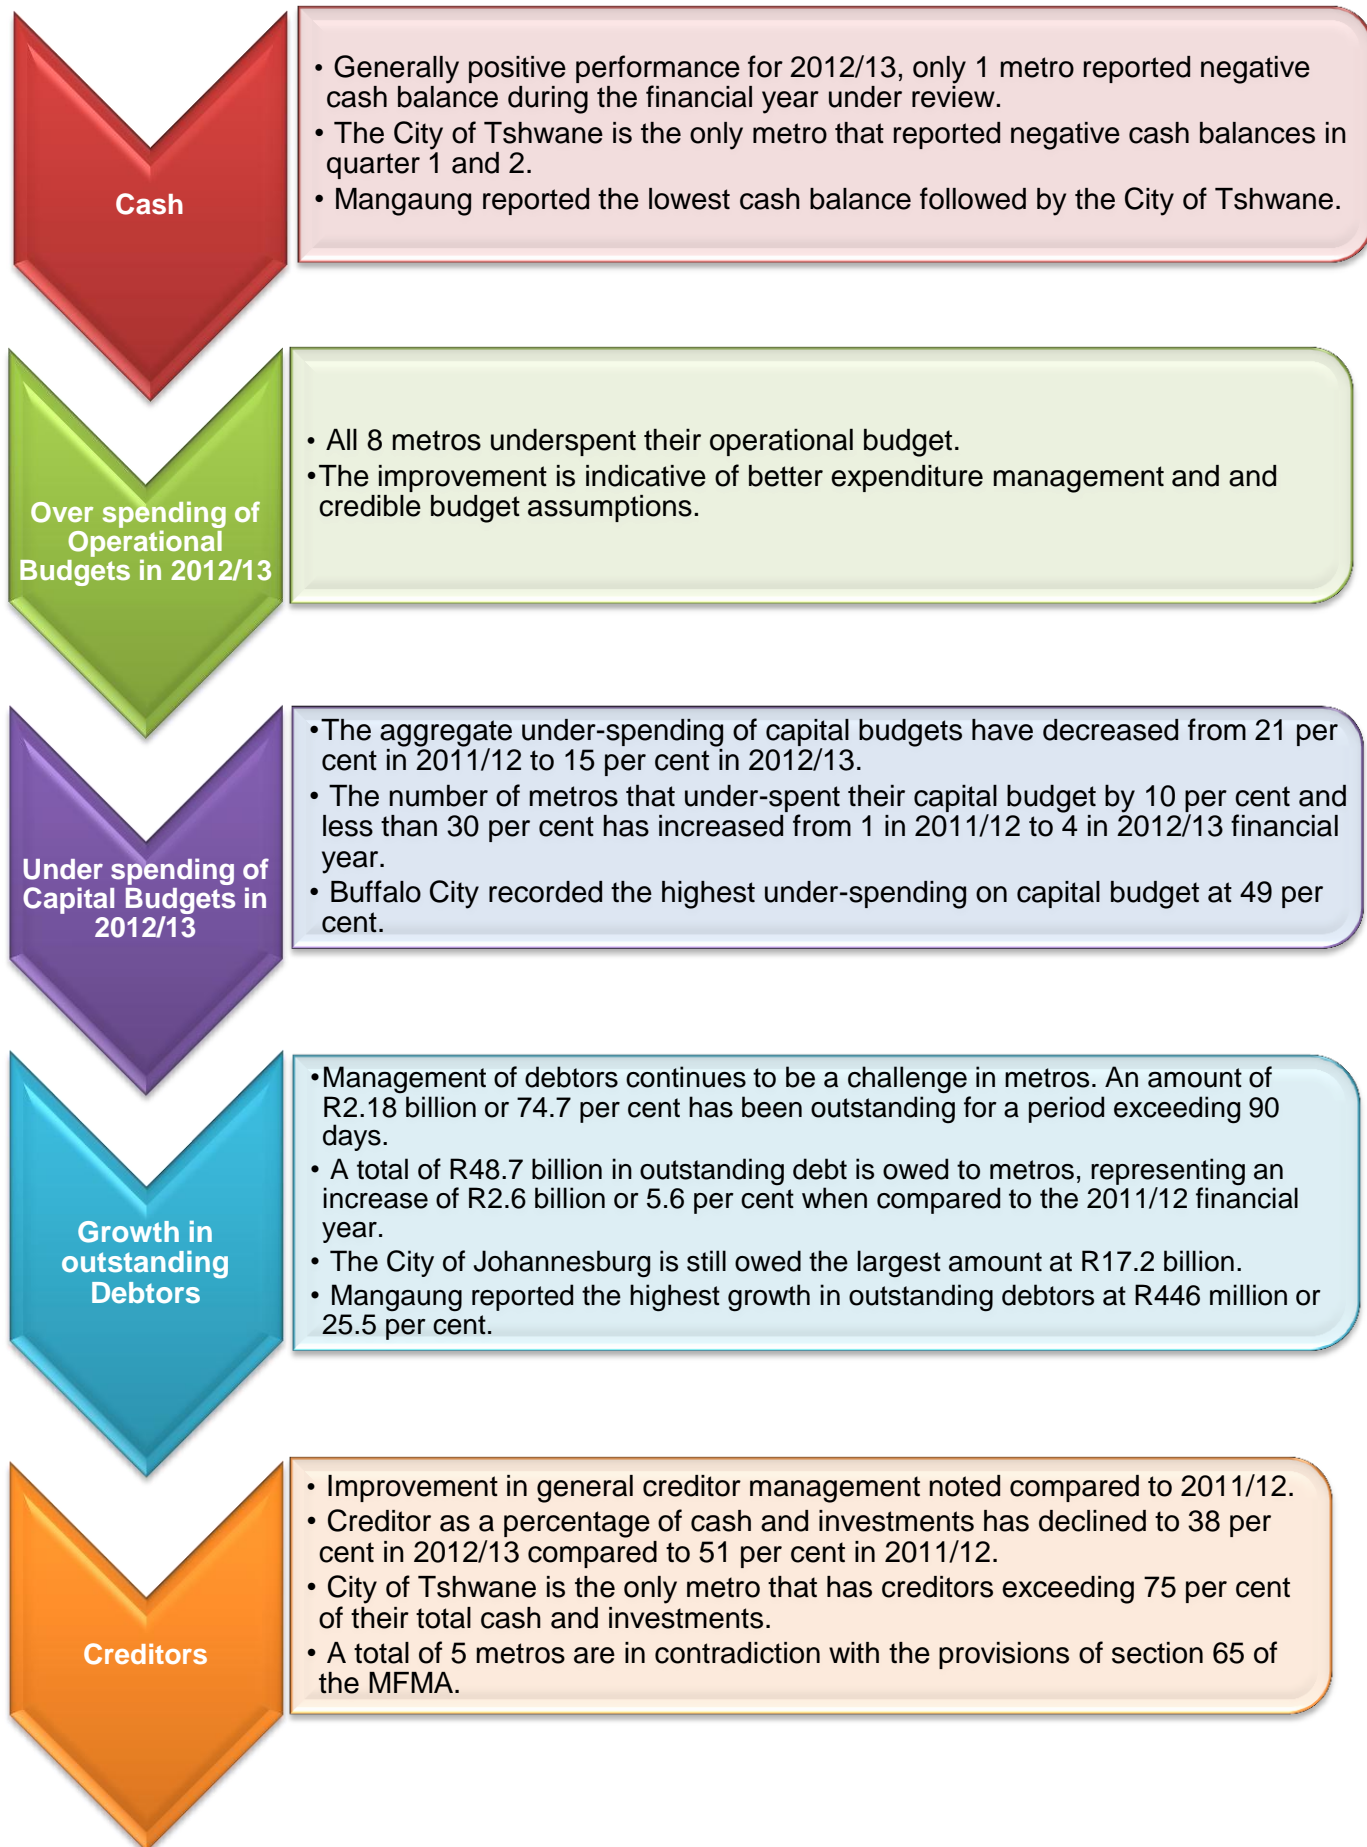 Cash
• Generally positive performance for 2012/13, only 1 metro reported negative
cash balance during the financial year under review.
• The City of Tshwane is the only metro that reported negative cash balances in
quarter 1 and 2.
• Mangaung reported the lowest cash balance followed by the City of Tshwane.
Over spending of
Operational
Budgets in 2012/13
• All 8 metros underspent their operational budget.
•The improvement is indicative of better expenditure management and and
credible budget assumptions.
Under spending of
Capital Budgets in
2012/13
•The aggregate under-spending of capital budgets have decreased from 21 per
cent in 2011/12 to 15 per cent in 2012/13.
• The number of metros that under-spent their capital budget by 10 per cent and
less than 30 per cent has increased from 1 in 2011/12 to 4 in 2012/13 financial
year.
• Buffalo City recorded the highest under-spending on capital budget at 49 per
cent.
Growth in
outstanding
Debtors
•Management of debtors continues to be a challenge in metros. An amount of
R2.18 billion or 74.7 per cent has been outstanding for a period exceeding 90
days.
• A total of R48.7 billion in outstanding debt is owed to metros, representing an
increase of R2.6 billion or 5.6 per cent when compared to the 2011/12 financial
year.
• The City of Johannesburg is still owed the largest amount at R17.2 billion.
• Mangaung reported the highest growth in outstanding debtors at R446 million or
25.5 per cent.
Creditors
• Improvement in general creditor management noted compared to 2011/12.
• Creditor as a percentage of cash and investments has declined to 38 per
cent in 2012/13 compared to 51 per cent in 2011/12.
• City of Tshwane is the only metro that has creditors exceeding 75 per cent
of their total cash and investments.
• A total of 5 metros are in contradiction with the provisions of section 65 of
the MFMA.